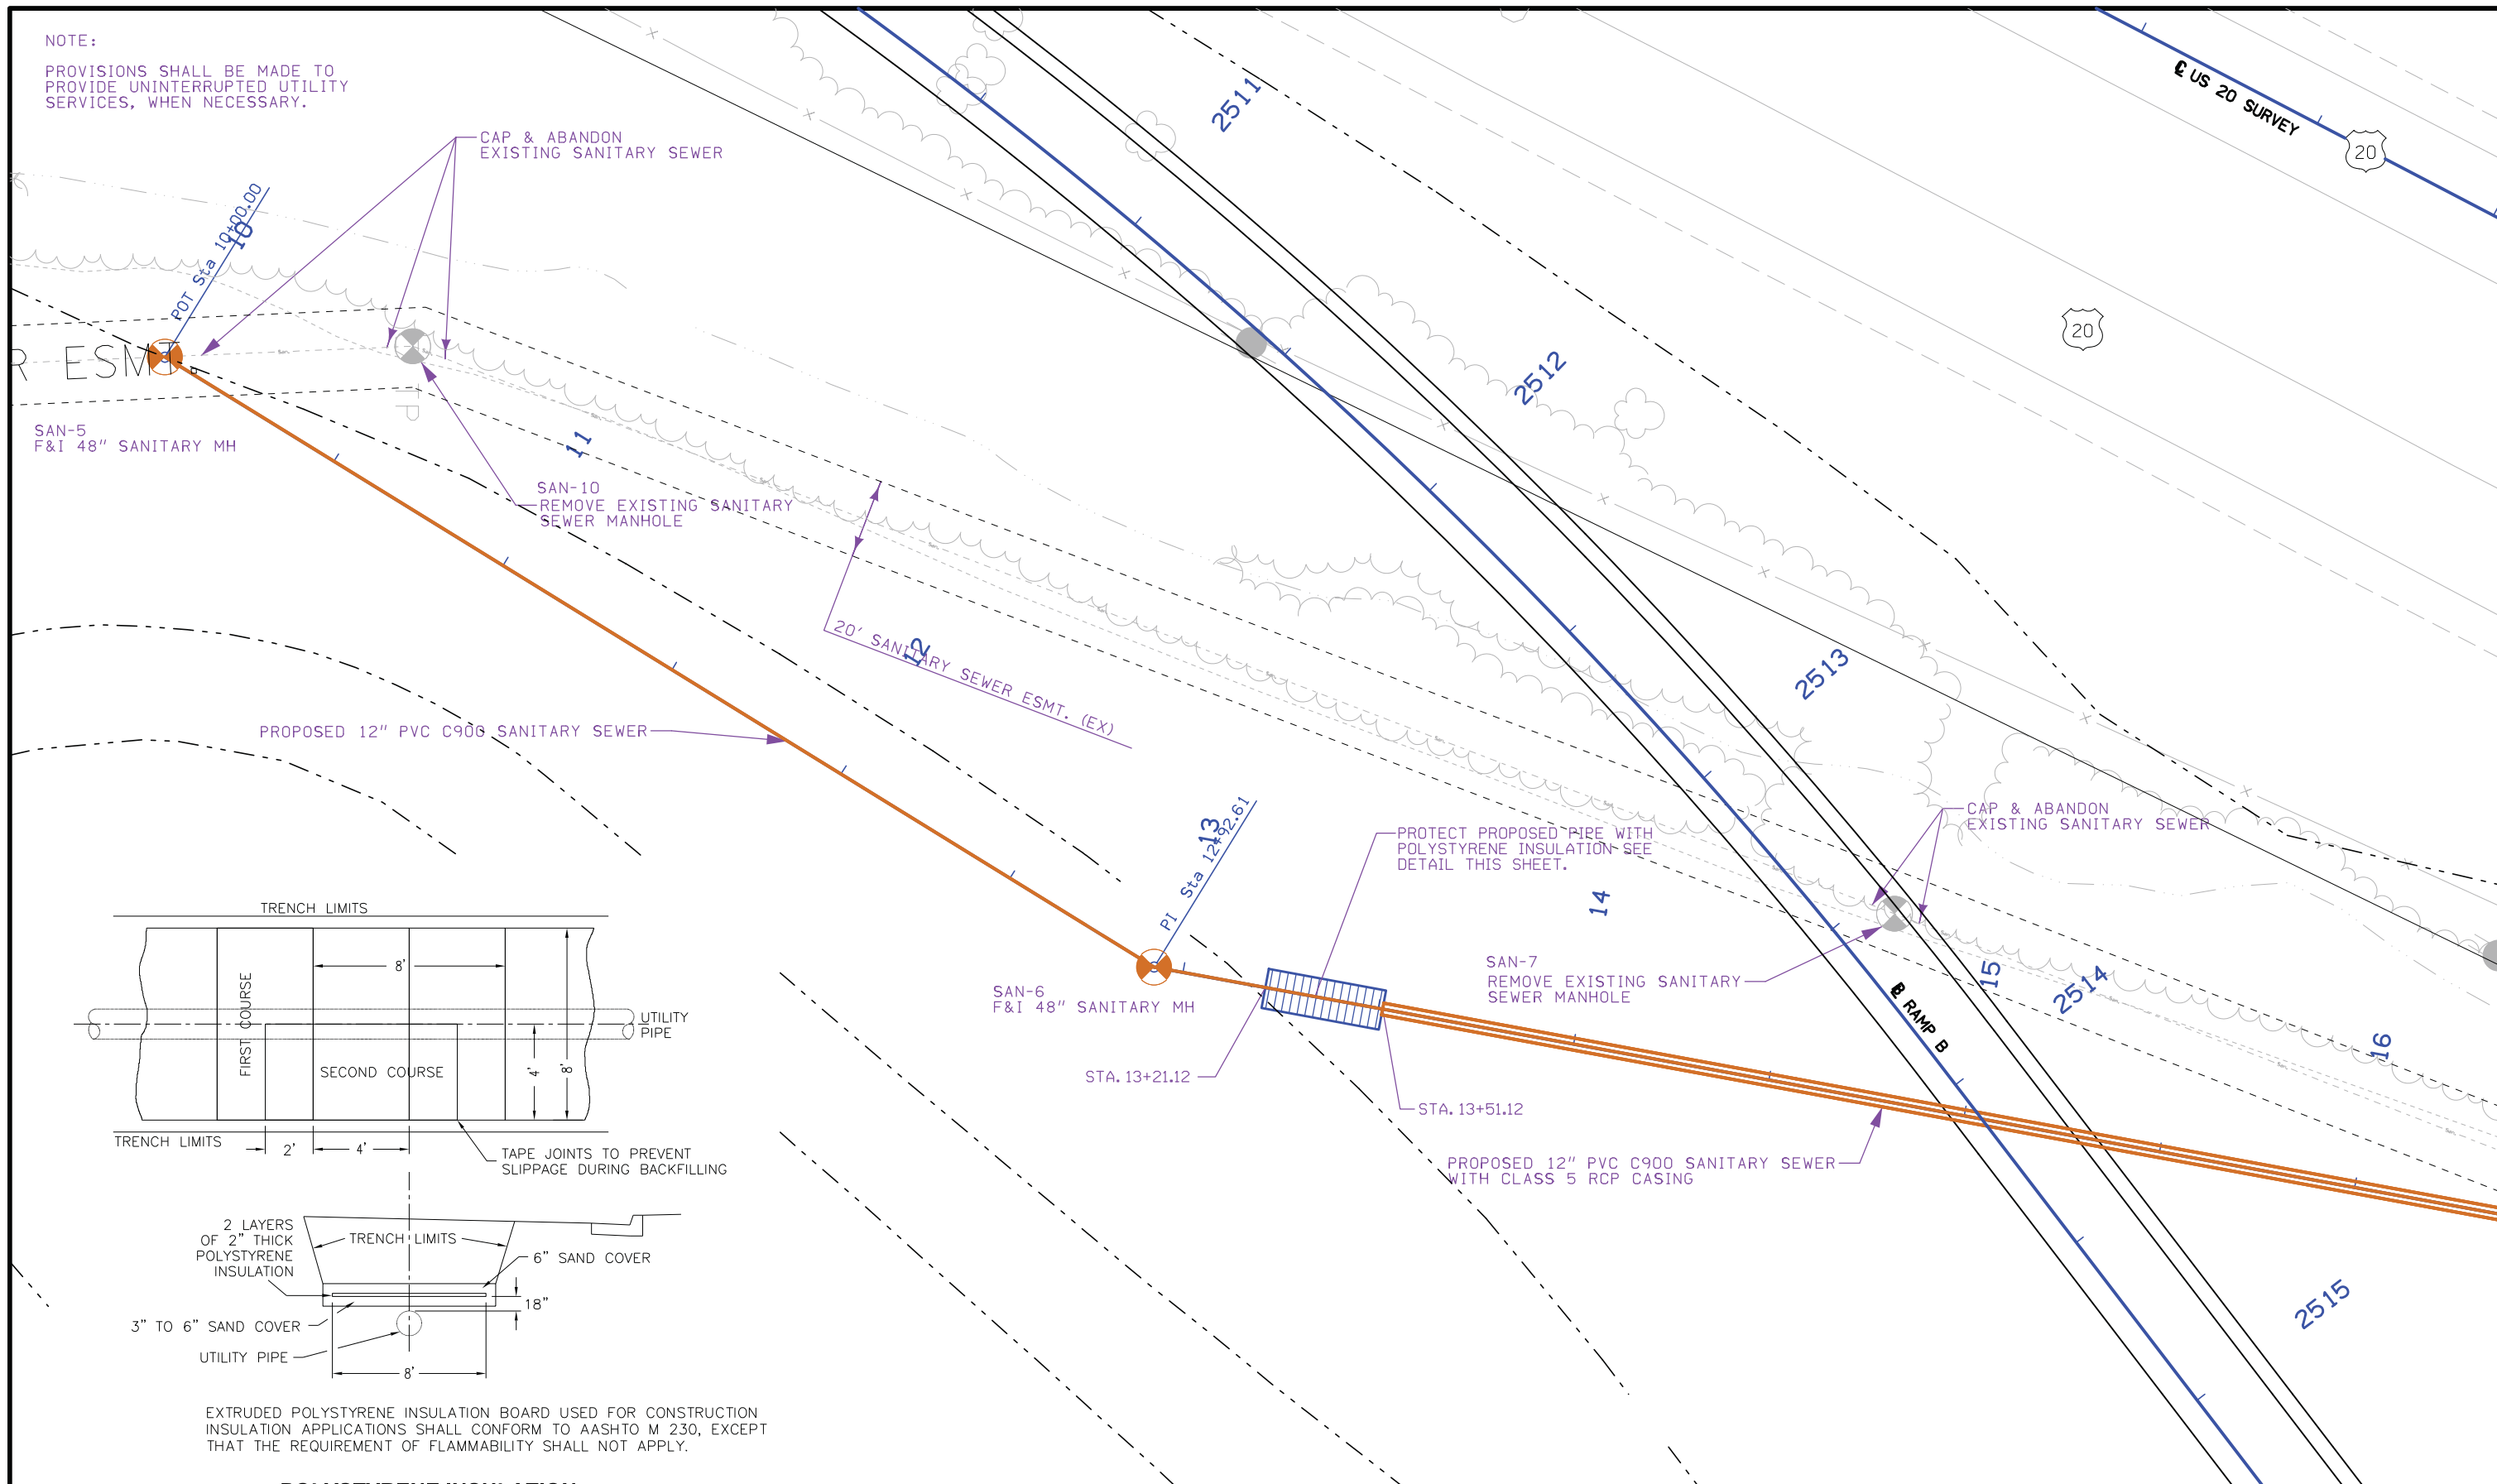 NOTE:
PROVISIONS SHALL BE MADE TO
PROVIDE UNINTERRUPTED UTILITY
SERVICES, WHEN NECESSARY.
CAP & ABANDON
EXISTING SANITARY SEWER
2511
℄ US 20 SURVEY
20
20
POT Sta 10+00.00
10
R ESMT
SAN-5
F&I 48" SANITARY MH
11
SAN-10
REMOVE EXISTING SANITARY
SEWER MANHOLE
2512
20' SANITARY SEWER ESMT. (EX)
12
2513
PROPOSED 12" PVC C900 SANITARY SEWER
PI Sta 12+92.61
13
PROTECT PROPOSED PIPE WITH
POLYSTYRENE INSULATION SEE
DETAIL THIS SHEET.
14
CAP & ABANDON
EXISTING SANITARY SEWER
SAN-7
REMOVE EXISTING SANITARY
SEWER MANHOLE
SAN-6
F&I 48" SANITARY MH
15
2514
16
RAMP B
STA. 13+21.12
STA. 13+51.12
PROPOSED 12" PVC C900 SANITARY SEWER
WITH CLASS 5 RCP CASING
2515
TRENCH LIMITS
8'
FIRST COURSE
UTILITY
PIPE
SECOND COURSE
4'
8'
TRENCH LIMITS
2'
4'
TAPE JOINTS TO PREVENT
SLIPPAGE DURING BACKFILLING
2 LAYERS
OF 2" THICK
POLYSTYRENE
INSULATION
TRENCH LIMITS
6" SAND COVER
18"
3" TO 6" SAND COVER
UTILITY PIPE
8'
EXTRUDED POLYSTYRENE INSULATION BOARD USED FOR CONSTRUCTION
INSULATION APPLICATIONS SHALL CONFORM TO AASHTO M 230, EXCEPT
THAT THE REQUIREMENT OF FLAMMABILITY SHALL NOT APPLY.
POLYSTYRENE INSULATION